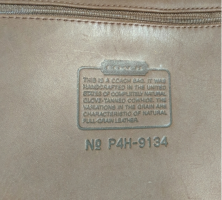 THIS IS A COACH BAG. IT WAS
HANDCRAFTED IN THE UNITED
STATES OF COMPLETELY NATURAL
GLOVE TANNED COWHIDE. THE
VARIATIONS IN THE GRAIN ARE
CHARACTERISTIC OF NATURAL
FULL-GRAIN LEATHER.
Nº P4H-9134